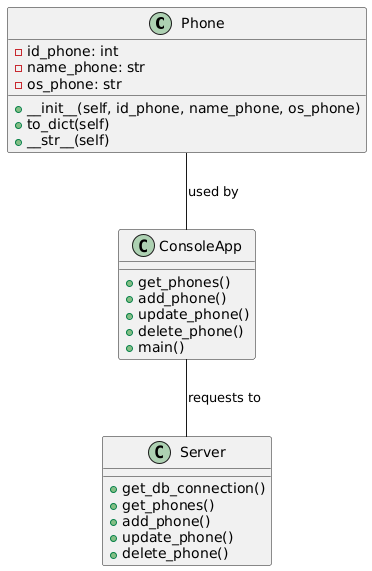 C Phone
id_phone: int
name_phone: str
os_phone: str
__init__(self, id_phone, name_phone, os_phone)
to_dict(self)
__str__(self)
used by
C ConsoleApp
get_phones()
add_phone()
update_phone()
delete_phone()
main()
requests to
C Server
get_db_connection()
get_phones()
add_phone()
update_phone()
delete_phone()